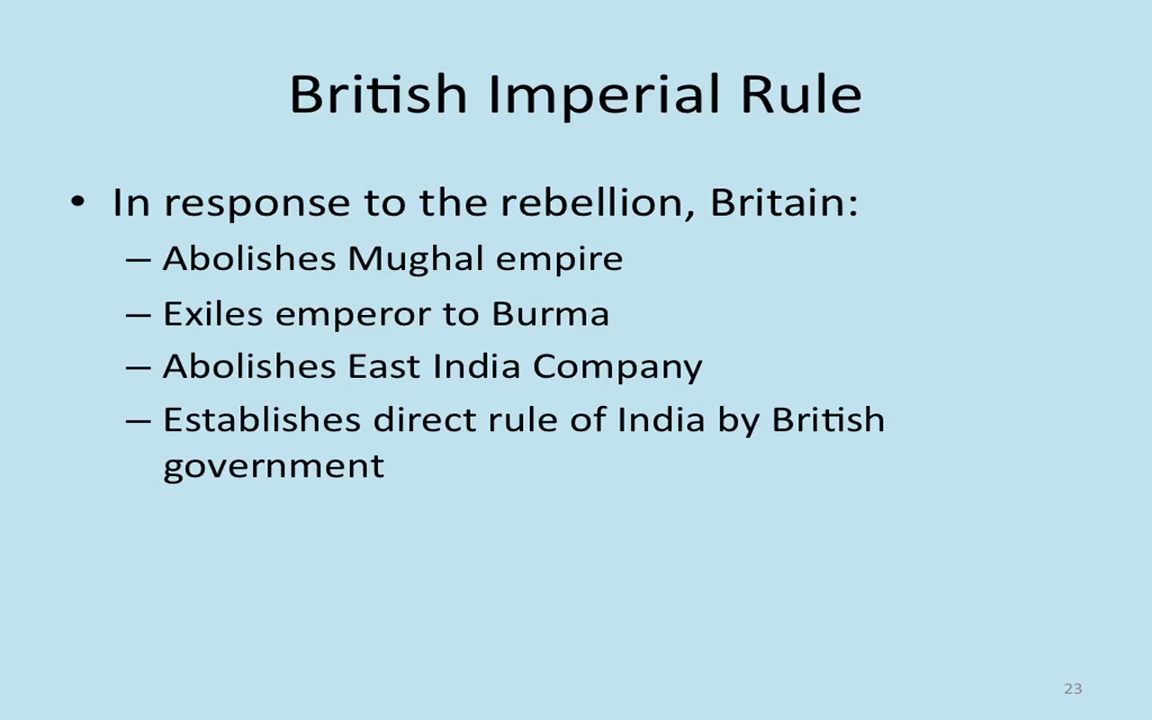 British Imperial Rule
• In response to the rebellion, Britain:
– Abolishes Mughal empire
– Exiles emperor to Burma
– Abolishes East India Company
– Establishes direct rule of India by British
government
23